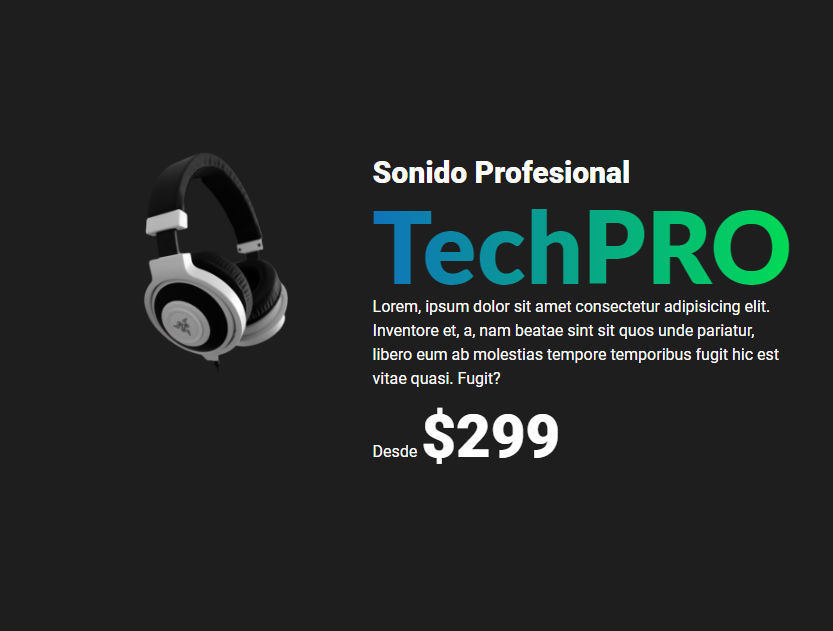 Sonido Profesional
TechPRO
Lorem, ipsum dolor sit amet consectetur adipisicing elit.
Inventore et, a, nam beatae sint sit quos unde pariatur,
libero eum ab molestias tempore temporibus fugit hic est
vitae quasi. Fugit?
Desde $299